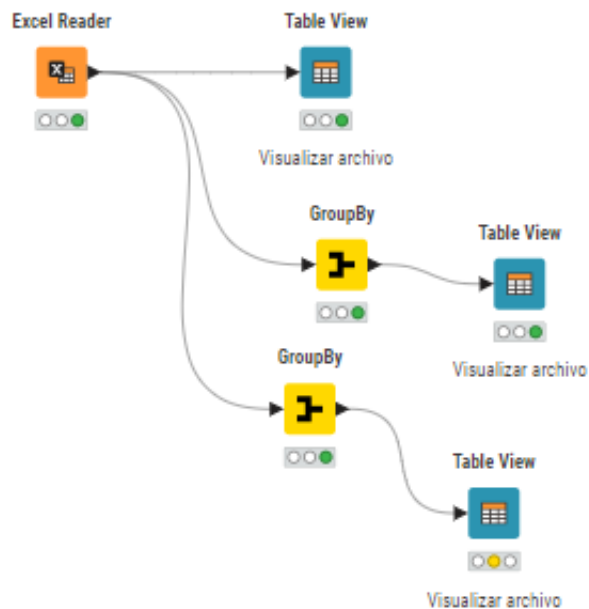 Excel Reader
Table View
Visualizar archivo
GroupBy
Table View
Visualizar archivo
GroupBy
Table View
Visualizar archivo